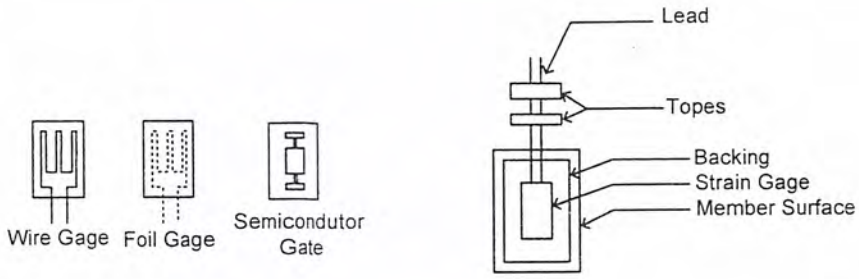 Lead
Topes
Backing
Strain Gage
Member Surface
Wire Gage
Foil Gage
Semicondutor
Gate